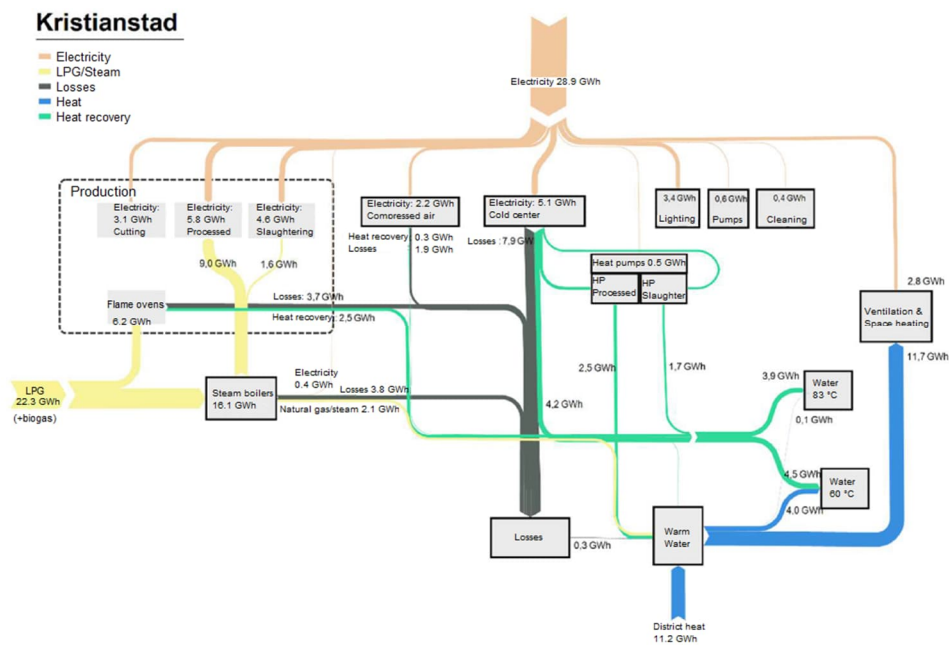 Kristianstad
Electricity
LPG/Steam
Losses
Heat
Heat recovery
Electricity 28.9 GWh
Production
Electricity:
3.1 GWh
Cutting
Electricity:
5.8 GWh
Processed
Electricity:
4.6 GWh
Slaughtering
Electricity: 2.2 GWh
Comoressed air
Electricity: 5.1 GWh
Cold center
3,4 GWh
Lighting
0,6 GWh
Pumps
0,4 GWh
Cleaning
Heat recovery: 0.3 GWh
Losses 1.9 GWh
Losses : 7,9 GW
9,0 GWh
1,6 GWh
Heat pumps 0.5 GWh
HP
Processed
HP
Slaughter
2,8 GWh
Flame ovens
6.2 GWh
Losses: 3,7 GWh
Heat recovery: 2,5 GWh
Ventilation &
Space heating
11,7 GWh
2,5 GWh
1,7 GWh
Electricity
0.4 GWh
Losses 3.8 GWh
Natural gas/steam 2.1 GWh
LPG
22.3 GWh
(+biogas)
Steam boilers
16.1 GWh
4,2 GWh
3,9 GWh
0,1 GWh
Water
83 °C
4,5 GWh
4,0 GWh
Water
60 °C
Losses
0,3 GWh
Warm
Water
District heat
11.2 GWh